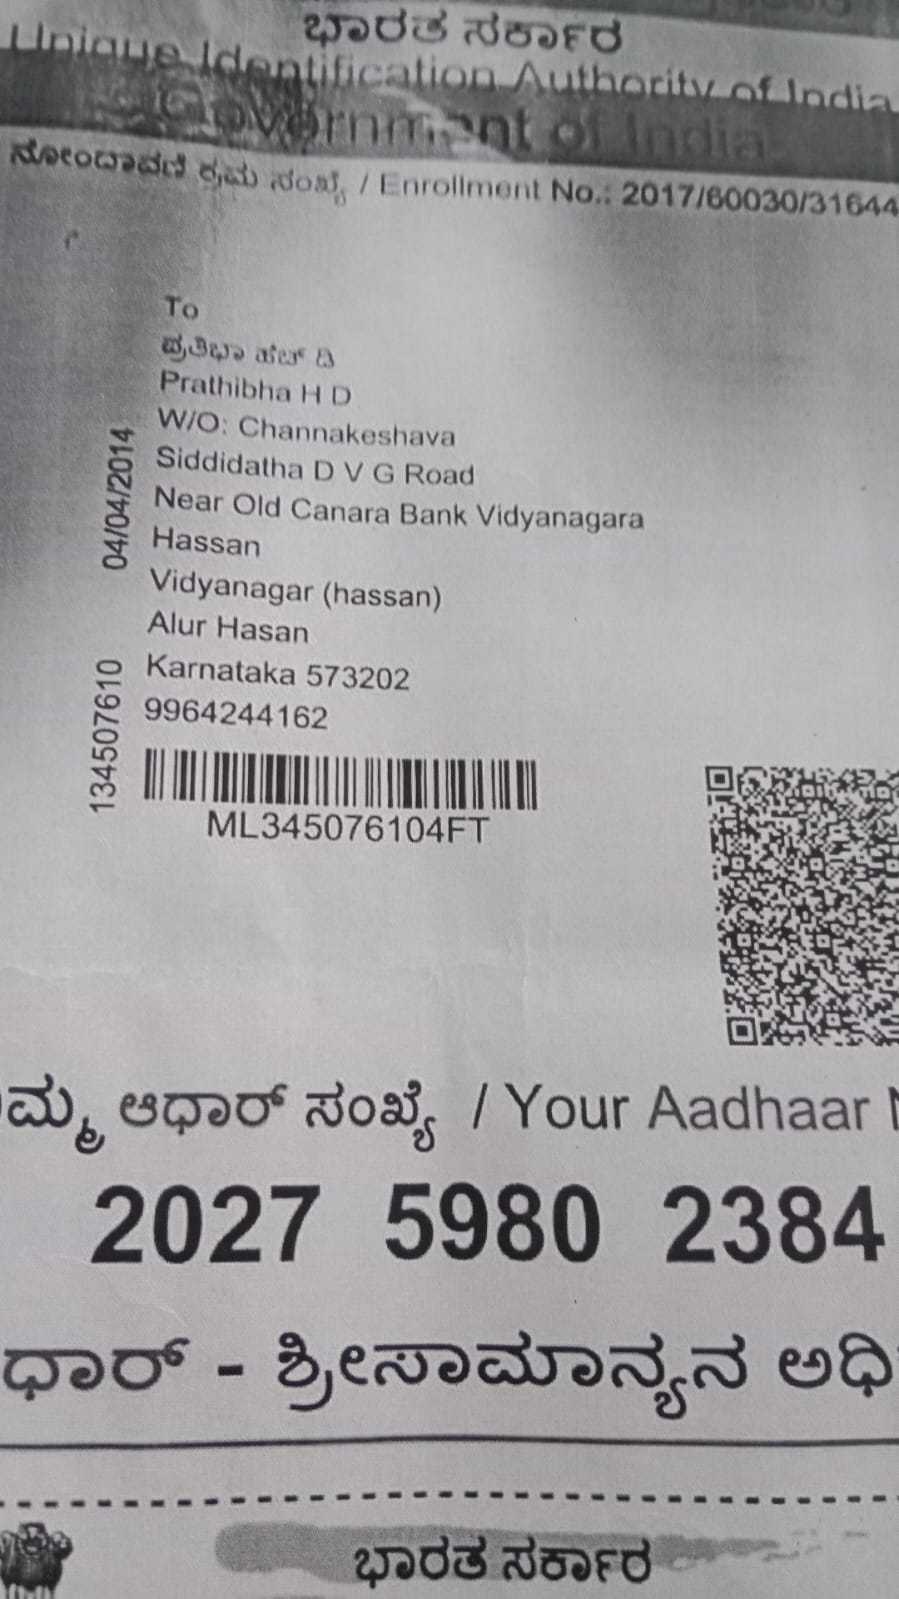 ಭಾರತ ಸರ್ಕಾರ
Unique Identification Authority of India
Government of India
ನೋಂದಾವಣೆ ಕ್ರಮ ಸಂಖ್ಯೆ / Enrollment No.: 2017/60030/31644
To
ಪ್ರತಿಭಾ ಹೆಚ್ ಡಿ
Prathibha H D
W/O: Channakeshava
Siddidatha D V G Road
Near Old Canara Bank Vidyanagara
Hassan
Vidyanagar (hassan)
Alur Hasan
Karnataka 573202
9964244162
04/04/2014
134507610
ML345076104FT
ಮ್ಮ ಆಧಾರ್ ಸಂಖ್ಯೆ / Your Aadhaar N
2027 5980 2384
ಧಾರ್ - ಶ್ರೀಸಾಮಾನ್ಯನ ಅಧಿ
ಭಾರತ ಸರ್ಕಾರ